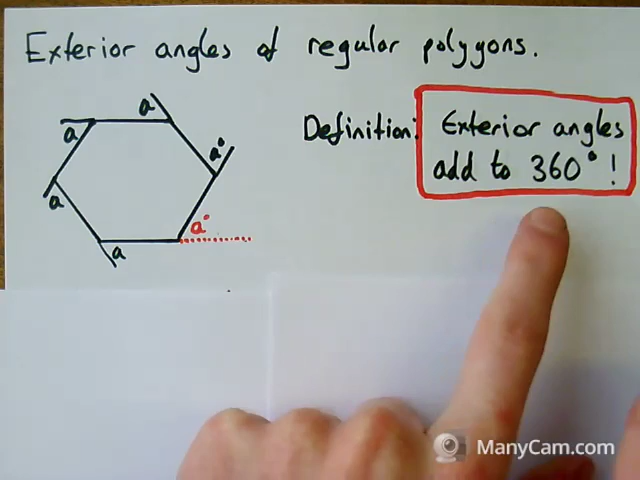 Exterior angles of regular polygons.
Definition: Exterior angles
add to 360° !
a
a
a°
a
a°
a
ManyCam.com